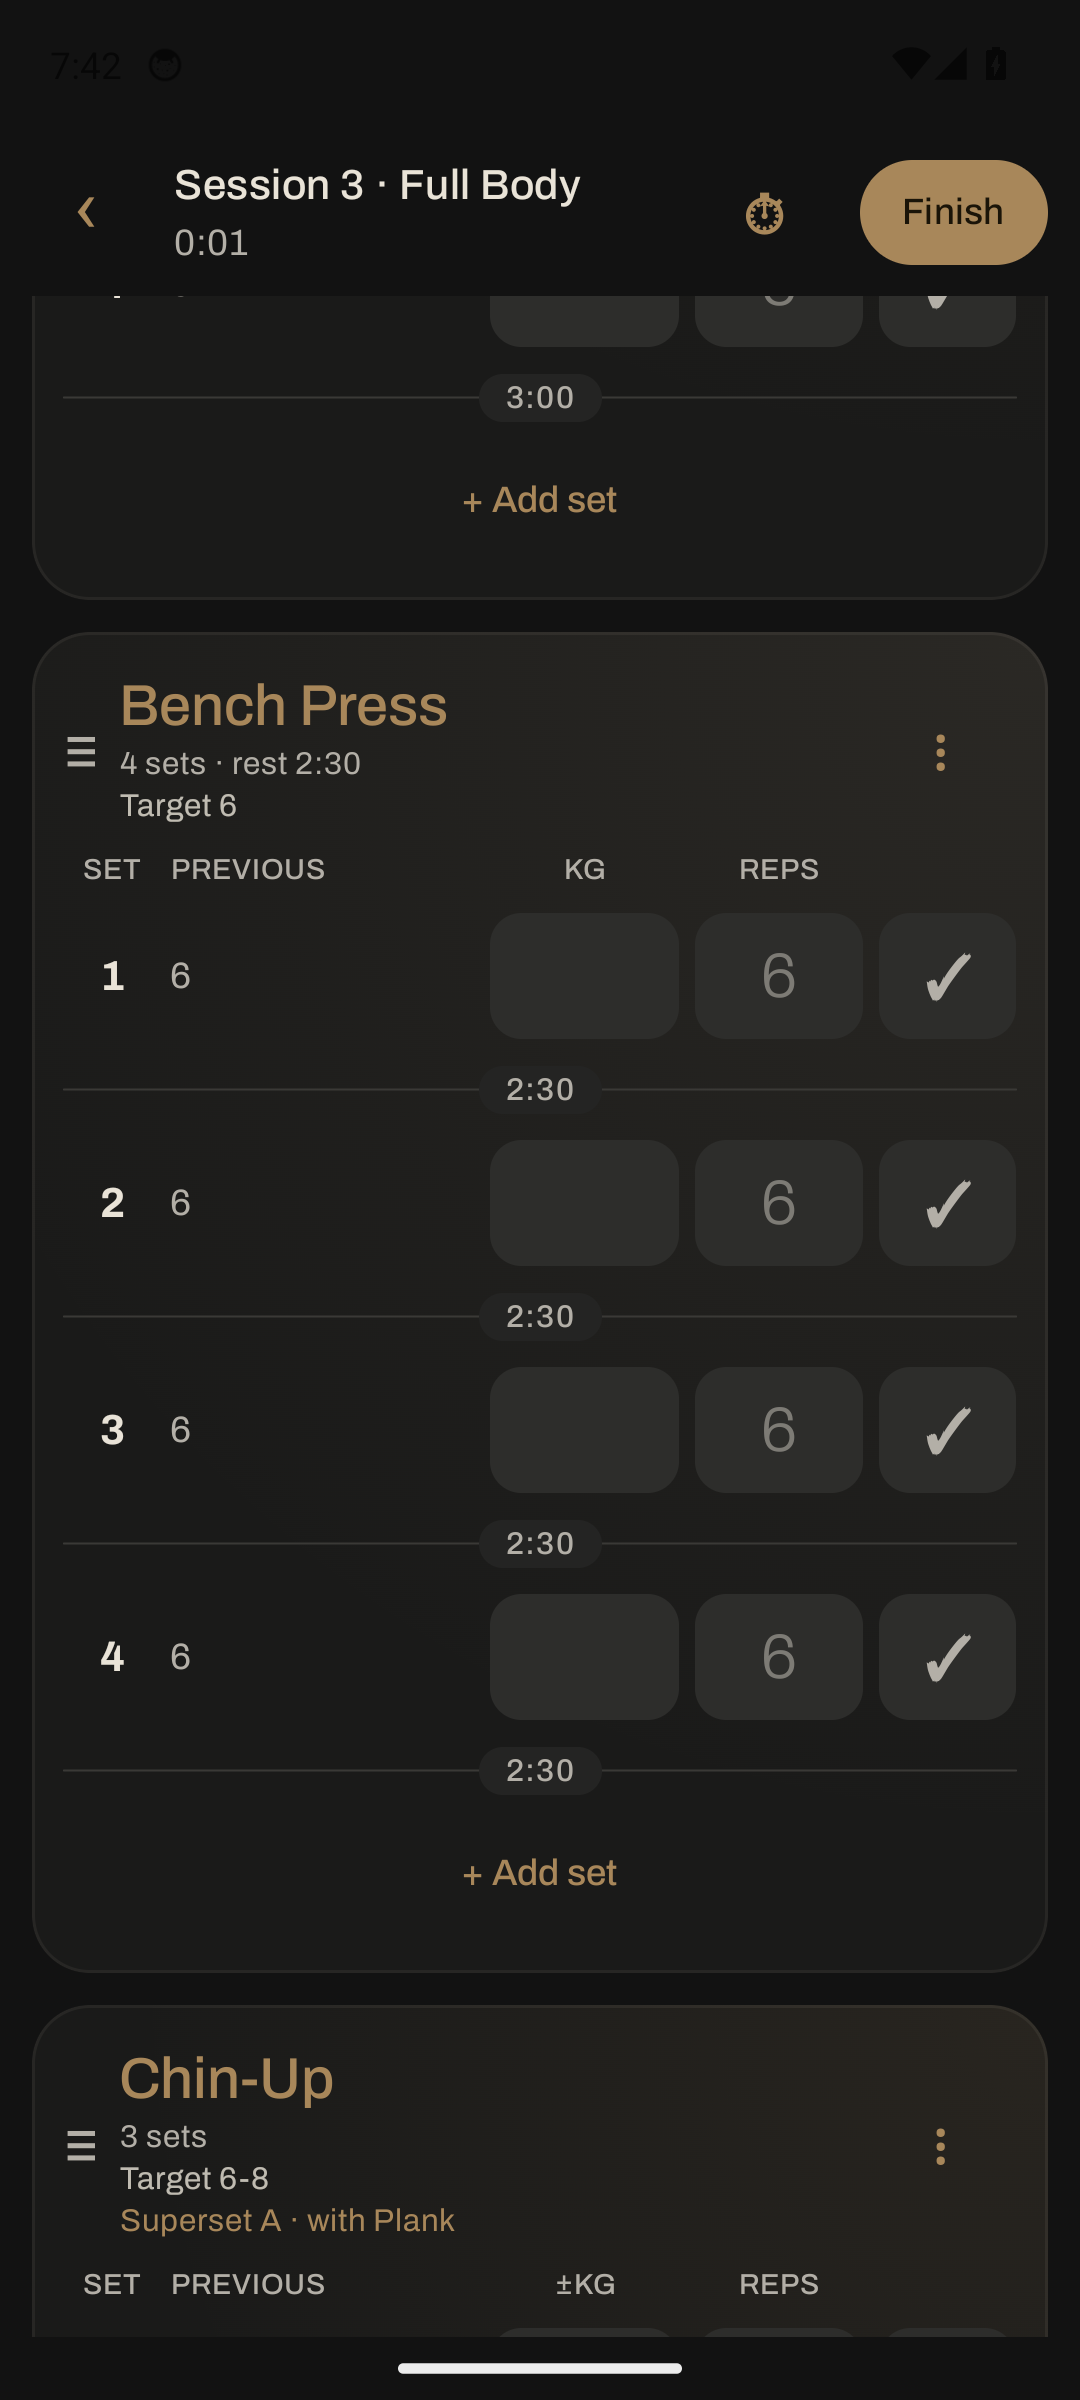 7:42
Session 3 · Full Body
0:01
Finish
3:00
+ Add set
Bench Press
4 sets · rest 2:30
Target 6
SET PREVIOUS KG REPS
1 6 6 ✓
2:30
2 6 6 ✓
2:30
3 6 6 ✓
2:30
4 6 6 ✓
2:30
+ Add set
Chin-Up
3 sets
Target 6-8
Superset A · with Plank
SET PREVIOUS ±KG REPS